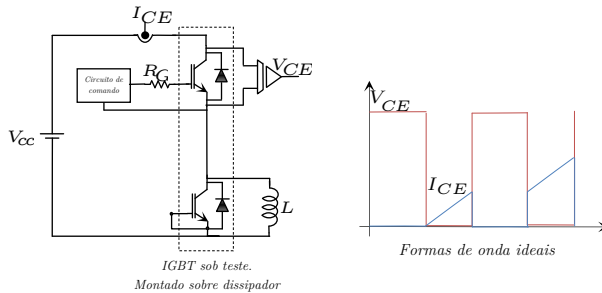 I_CE
Circuito de
comando
R_G
V_CE
V_cc
L
IGBT sob teste.
Montado sobre dissipador
V_CE
I_CE
Formas de onda ideais